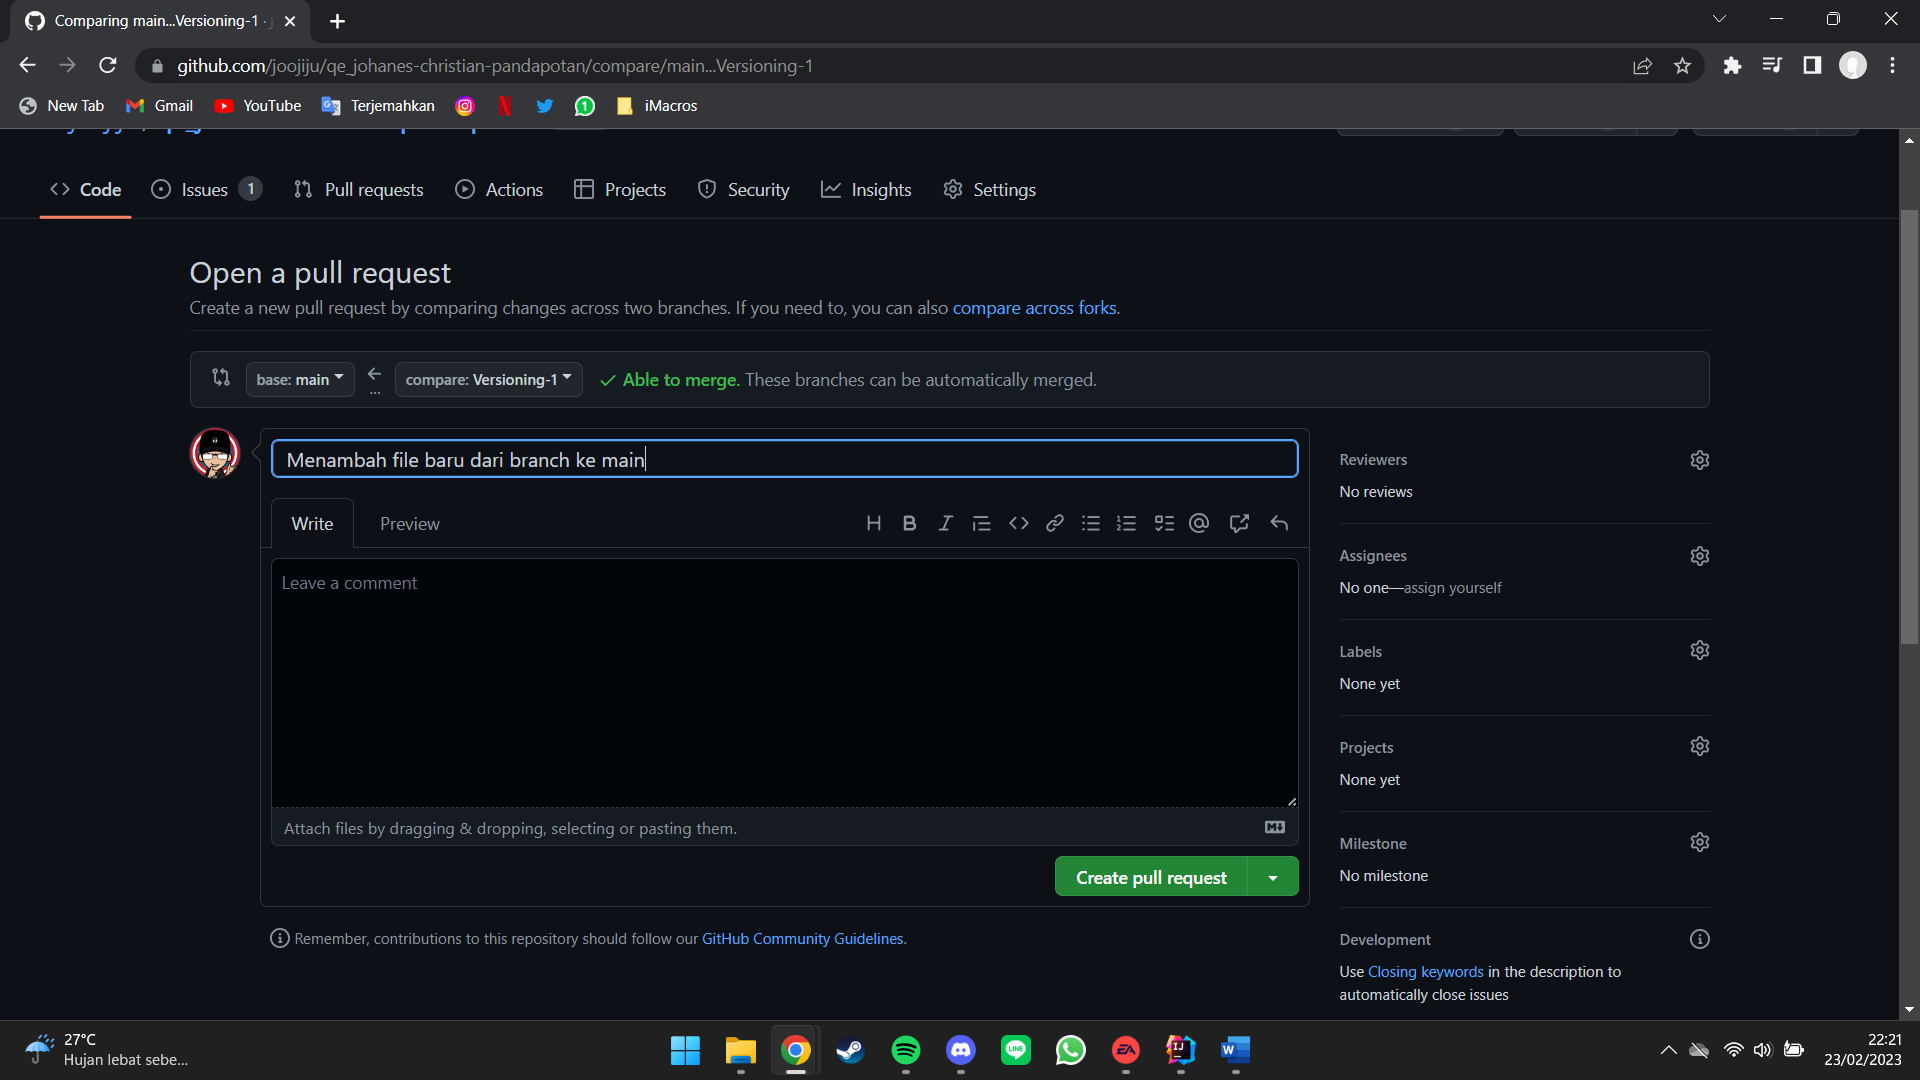 Comparing main...Versioning-1 · j
github.com/joojiju/qe_johanes-christian-pandapotan/compare/main...Versioning-1
New Tab Gmail YouTube Terjemahkan iMacros
Code Issues 1 Pull requests Actions Projects Security Insights Settings
Open a pull request
Create a new pull request by comparing changes across two branches. If you need to, you can also compare across forks.
base: main ← ... compare: Versioning-1 Able to merge. These branches can be automatically merged.
Menambah file baru dari branch ke main
Write Preview
Leave a comment
Attach files by dragging & dropping, selecting or pasting them.
Create pull request
Remember, contributions to this repository should follow our GitHub Community Guidelines.
Reviewers
No reviews
Assignees
No one—assign yourself
Labels
None yet
Projects
None yet
Milestone
No milestone
Development
Use Closing keywords in the description to
automatically close issues
27°C
Hujan lebat sebe...
22:21
23/02/2023